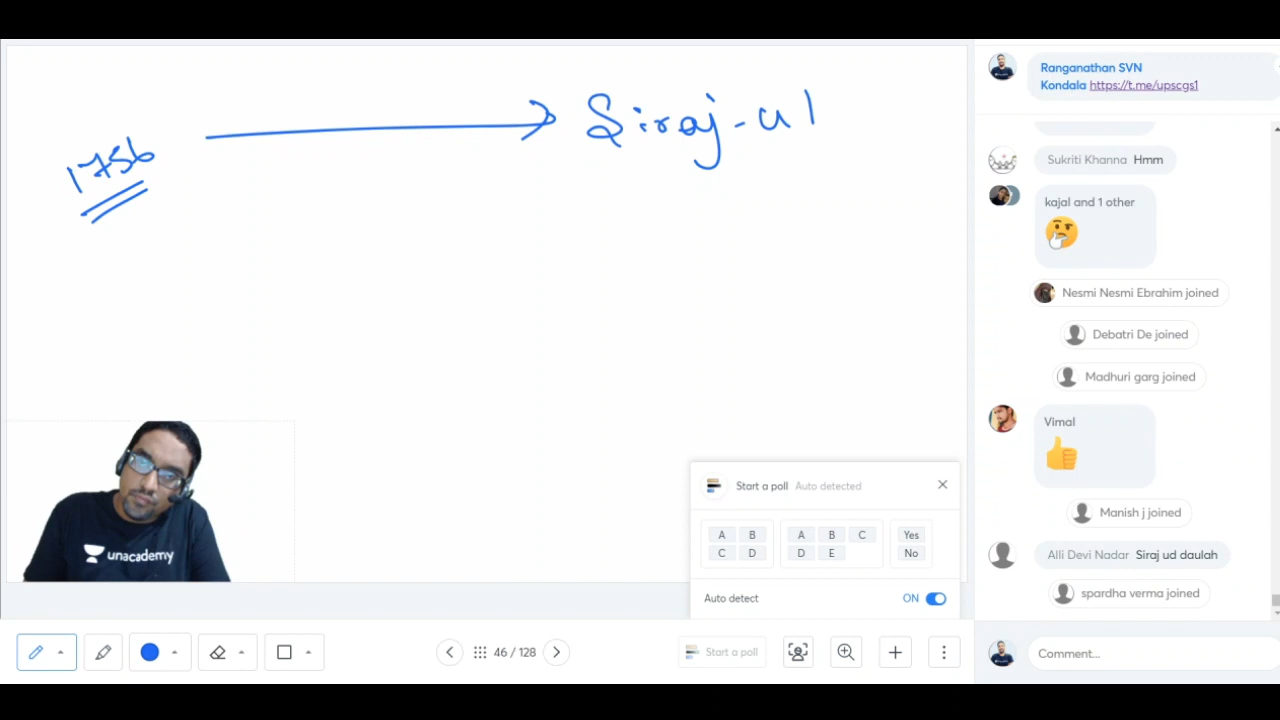 1756 Siraj-ul
unacademy
Start a poll Auto detected
A B A B C Yes
C D D E No
Auto detect ON
46 / 128
Start a poll
Ranganathan SVN
Kondala https://t.me/upscgs1
Sukriti Khanna Hmm
kajal and 1 other
Nesmi Nesmi Ebrahim joined
Debatri De joined
Madhuri garg joined
Vimal
Manish j joined
Alli Devi Nadar Siraj ud daulah
spardha verma joined
Comment...